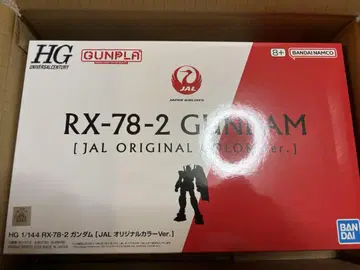 HG
UNIVERSAL CENTURY
GUNPLA
8+
BANDAI NAMCO
JAL
JAPAN AIRLINES
RX-78-2 GUNDAM
[ JAL ORIGINAL COLOR Ver. ]
HG 1/144 RX-78-2 ガンダム [JAL オリジナルカラーVer.]
BAN
DAI